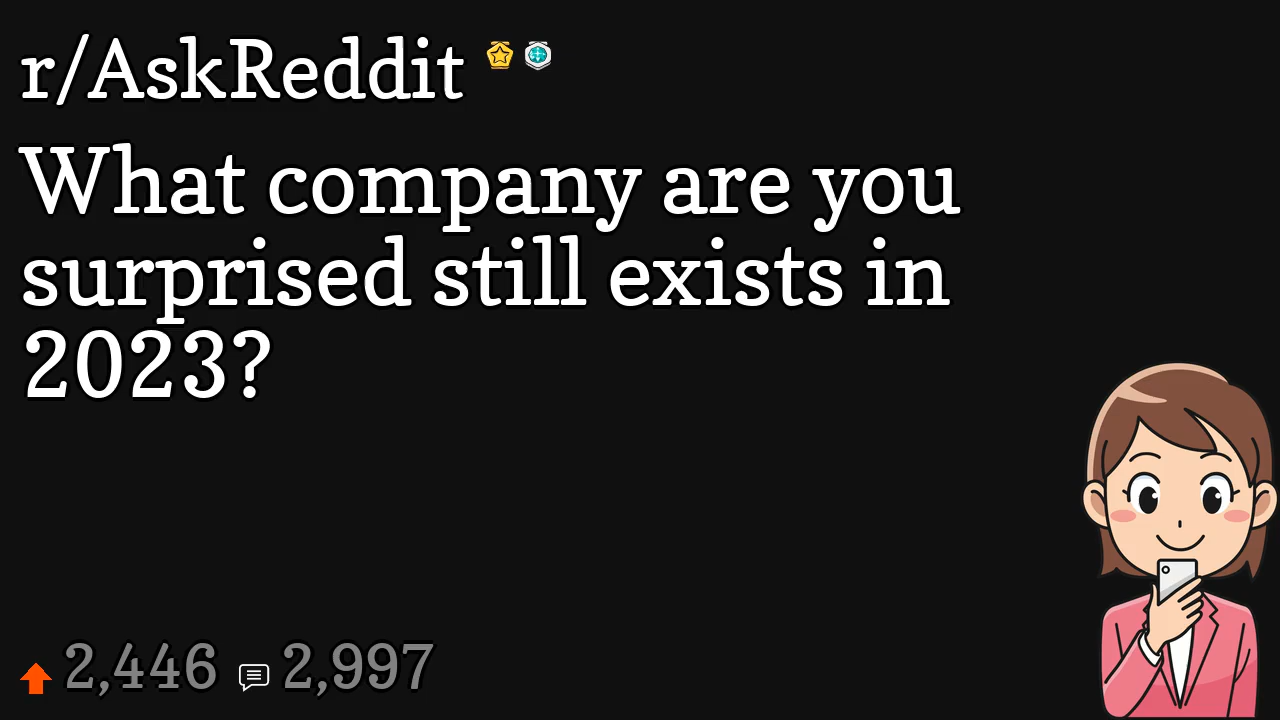 r/AskReddit
What company are you
surprised still exists in
2023?
2,446 2,997